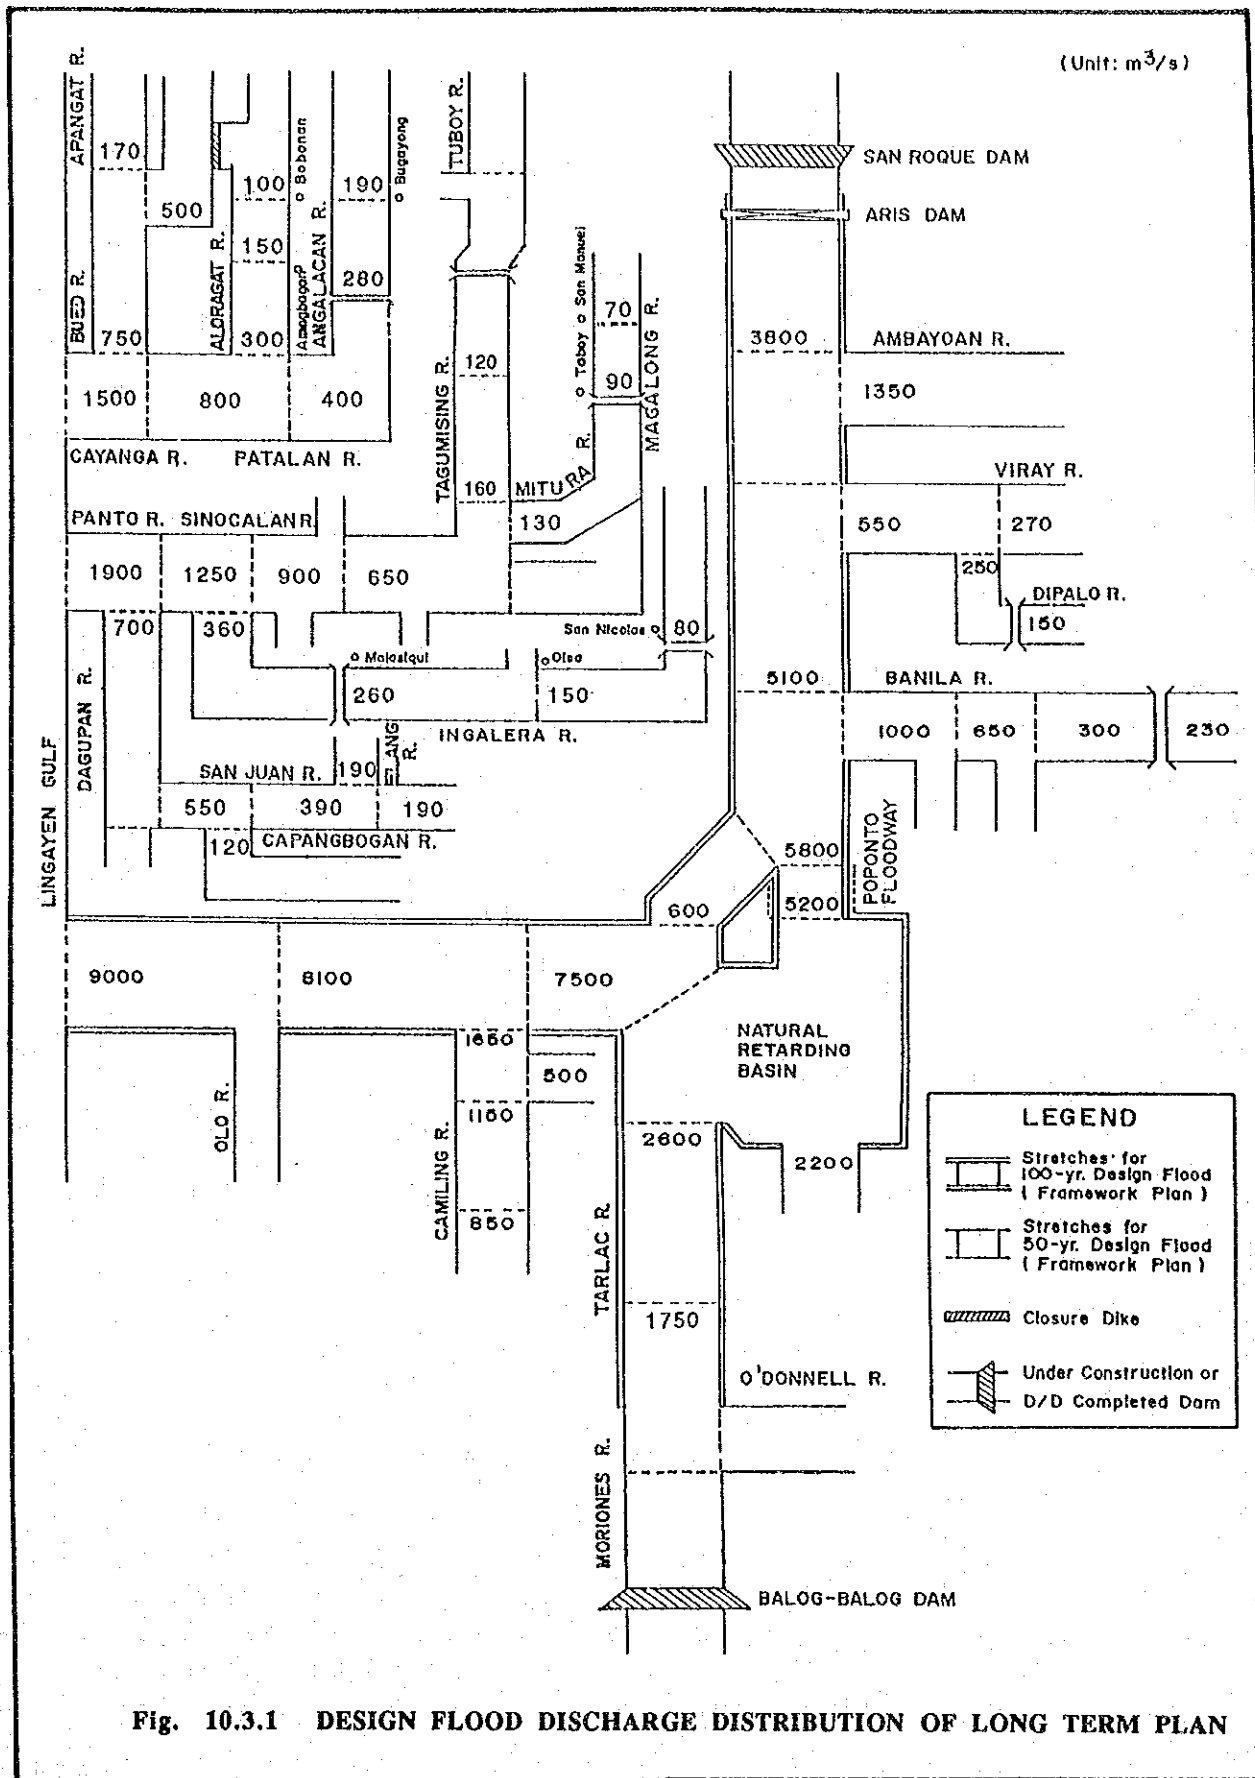 (Unit: m³/s)
APANGAT R.
170
500
100
Bobonan
190
Bugayong
TUBOY R.
SAN ROQUE DAM
ARIS DAM
BUED R.
750
ALORAGAT R.
150
300
Amagbagan
ANGALACAN R.
280
1500
800
400
CAYANGA R.
PATALAN R.
TAGUMISING R.
120
160
Toboy
San Manuel
70
90
MAGALONG R.
MITURA R.
130
3800
AMBAYOAN R.
1350
VIRAY R.
550
270
250
DIPALO R.
150
PANTO R.
SINOCALAN R.
1900
1250
900
650
700
360
San Nicolas
80
Malasiqui
260
150
INGALERA R.
5100
BANILA R.
1000
650
300
230
DAGUPAN R.
LINGAYEN GULF
SAN JUAN R.
190
R.
550
390
190
120
CAPANGBOGAN R.
5800
5200
600
POPONTO
FLOODWAY
9000
8100
7500
NATURAL
RETARDING
BASIN
OLO R.
1650
500
1150
850
CAMILING R.
2600
2200
TARLAC R.
1750
O'DONNELL R.
MORIONES R.
BALOG-BALOG DAM
LEGEND
Stretches for
100-yr. Design Flood
( Framework Plan )
Stretches for
50-yr. Design Flood
( Framework Plan )
Closure Dike
Under Construction or
D/D Completed Dam
Fig. 10.3.1 DESIGN FLOOD DISCHARGE DISTRIBUTION OF LONG TERM PLAN